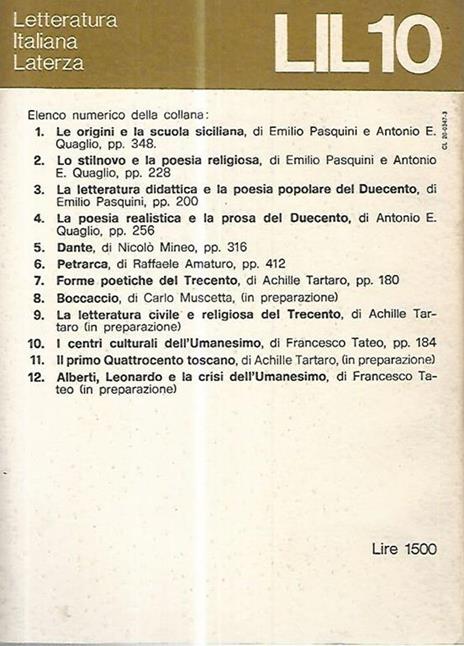 Letteratura
Italiana
Laterza
LIL10
CL 20-0347-3
Elenco numerico della collana:
1. Le origini e la scuola siciliana, di Emilio Pasquini e Antonio E.
Quaglio, pp. 348.
2. Lo stilnovo e la poesia religiosa, di Emilio Pasquini e Antonio
E. Quaglio, pp. 228
3. La letteratura didattica e la poesia popolare del Duecento, di
Emilio Pasquini, pp. 200
4. La poesia realistica e la prosa del Duecento, di Antonio E.
Quaglio, pp. 256
5. Dante, di Nicolò Mineo, pp. 316
6. Petrarca, di Raffaele Amaturo, pp. 412
7. Forme poetiche del Trecento, di Achille Tartaro, pp. 180
8. Boccaccio, di Carlo Muscetta, (in preparazione)
9. La letteratura civile e religiosa del Trecento, di Achille Tar-
taro (in preparazione)
10. I centri culturali dell'Umanesimo, di Francesco Tateo, pp. 184
11. Il primo Quattrocento toscano, di Achille Tartaro, (in preparazione)
12. Alberti, Leonardo e la crisi dell'Umanesimo, di Francesco Ta-
teo (in preparazione)
Lire 1500